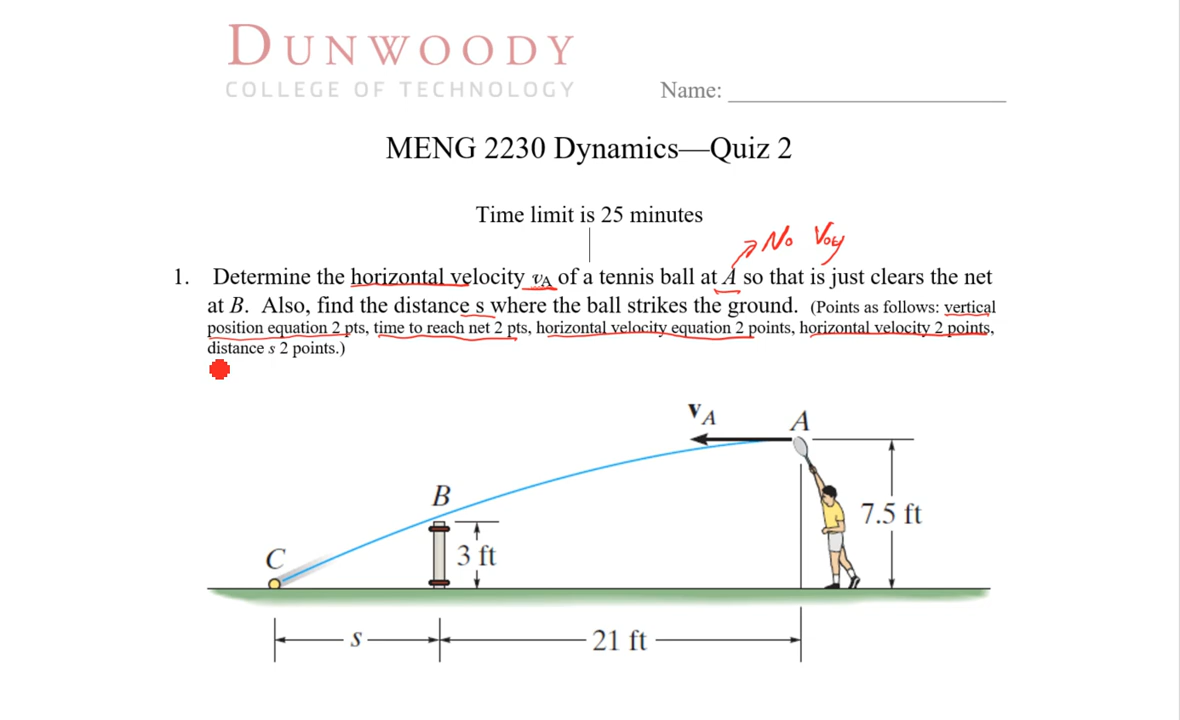 DUNWOODY
COLLEGE OF TECHNOLOGY
Name:
MENG 2230 Dynamics—Quiz 2
Time limit is 25 minutes
No Voy
1. Determine the horizontal velocity vA of a tennis ball at A so that is just clears the net
at B. Also, find the distance s where the ball strikes the ground. (Points as follows: vertical
position equation 2 pts, time to reach net 2 pts, horizontal velocity equation 2 points, horizontal velocity 2 points,
distance s 2 points.)
vA A
B
7.5 ft
C
3 ft
s
21 ft